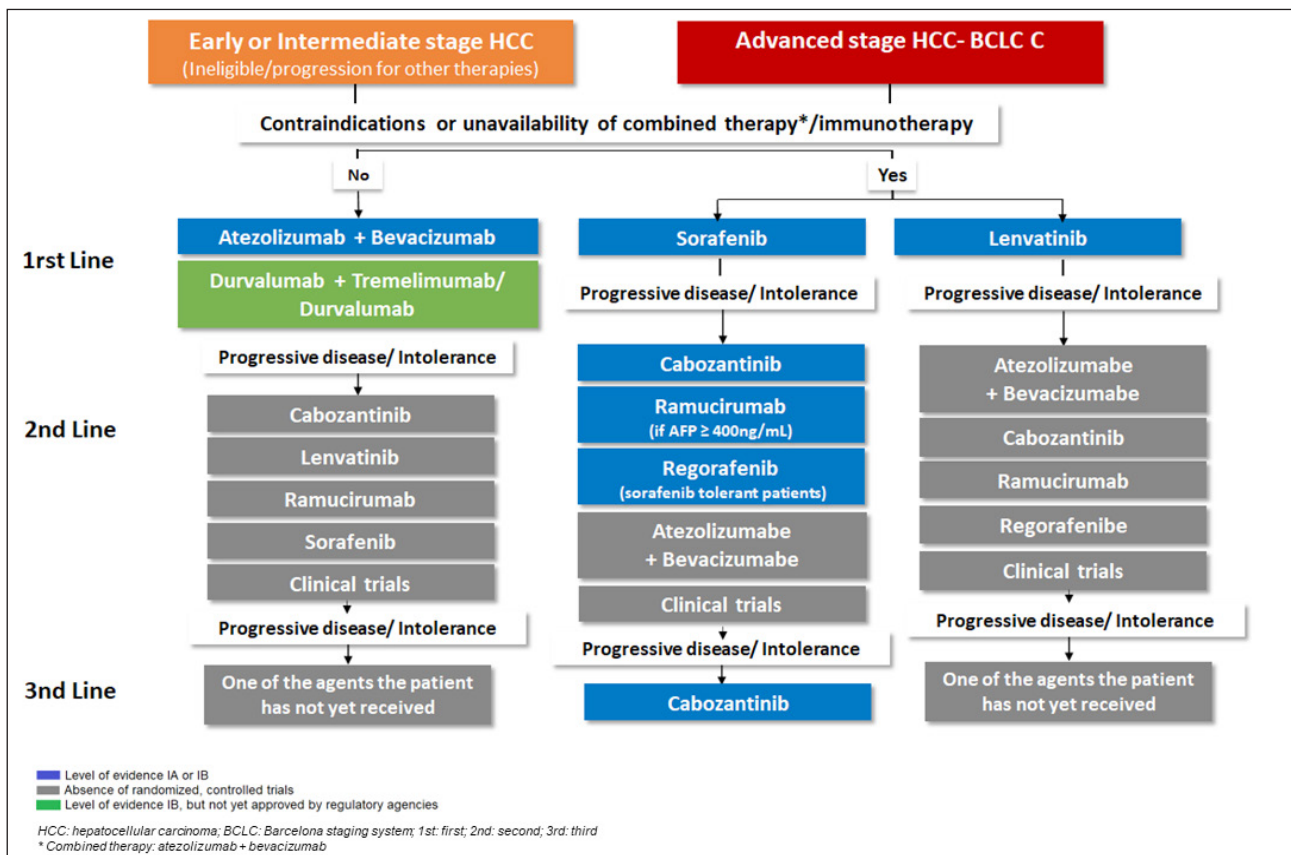 Early or Intermediate stage HCC
(Ineligible/progression for other therapies)
Advanced stage HCC- BCLC C
Contraindications or unavailability of combined therapy*/immunotherapy
No
Yes
1rst Line
Atezolizumab + Bevacizumab
Durvalumab + Tremelimumab/
Durvalumab
Sorafenib
Lenvatinib
Progressive disease/ Intolerance
Progressive disease/ Intolerance
Progressive disease/ Intolerance
2nd Line
Cabozantinib
Lenvatinib
Ramucirumab
Sorafenib
Clinical trials
Cabozantinib
Ramucirumab
(if AFP ≥ 400ng/mL)
Regorafenib
(sorafenib tolerant patients)
Atezolizumabe
+ Bevacizumabe
Clinical trials
Atezolizumabe
+ Bevacizumabe
Cabozantinib
Ramucirumab
Regorafenibe
Clinical trials
Progressive disease/ Intolerance
Progressive disease/ Intolerance
Progressive disease/ Intolerance
3nd Line
One of the agents the patient
has not yet received
Cabozantinib
One of the agents the patient
has not yet received
Level of evidence IA or IB
Absence of randomized, controlled trials
Level of evidence IB, but not yet approved by regulatory agencies
HCC: hepatocellular carcinoma; BCLC: Barcelona staging system; 1st: first; 2nd: second; 3rd: third
* Combined therapy: atezolizumab + bevacizumab